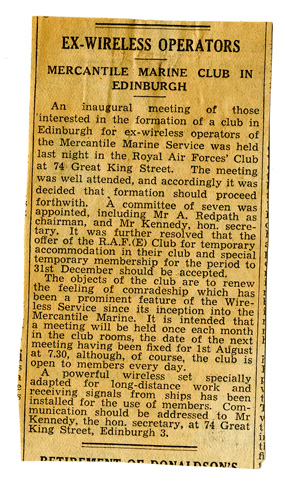 EX-WIRELESS OPERATORS
MERCANTILE MARINE CLUB IN
EDINBURGH
An inaugural meeting of those
interested in the formation of a club in
Edinburgh for ex-wireless operators of
the Mercantile Marine Service was held
last night in the Royal Air Forces' Club
at 74 Great King Street. The meeting
was well attended, and accordingly it was
decided that formation should proceed
forthwith. A committee of seven was
appointed, including Mr A. Redpath as
chairman, and Mr Kennedy, hon. secre-
tary. It was further resolved that the
offer of the R.A.F.(E) Club for temporary
accommodation in their club and special
temporary membership for the period to
31st December should be accepted.
The objects of the club are to renew
the feeling of comradeship which has
been a prominent feature of the Wire-
less Service since its inception into the
Mercantile Marine. It is intended that
a meeting will be held once each month
in the club rooms, the date of the next
meeting having been fixed for 1st August
at 7.30, although, of course, the club is
open to members every day.
A powerful wireless set specially
adapted for long-distance work and
receiving signals from ships has been
installed for the use of members. Com-
munication should be addressed to Mr
Kennedy, the hon. secretary, at 74 Great
King Street, Edinburgh 3.
RETIREMENT OF DONALDSON'S